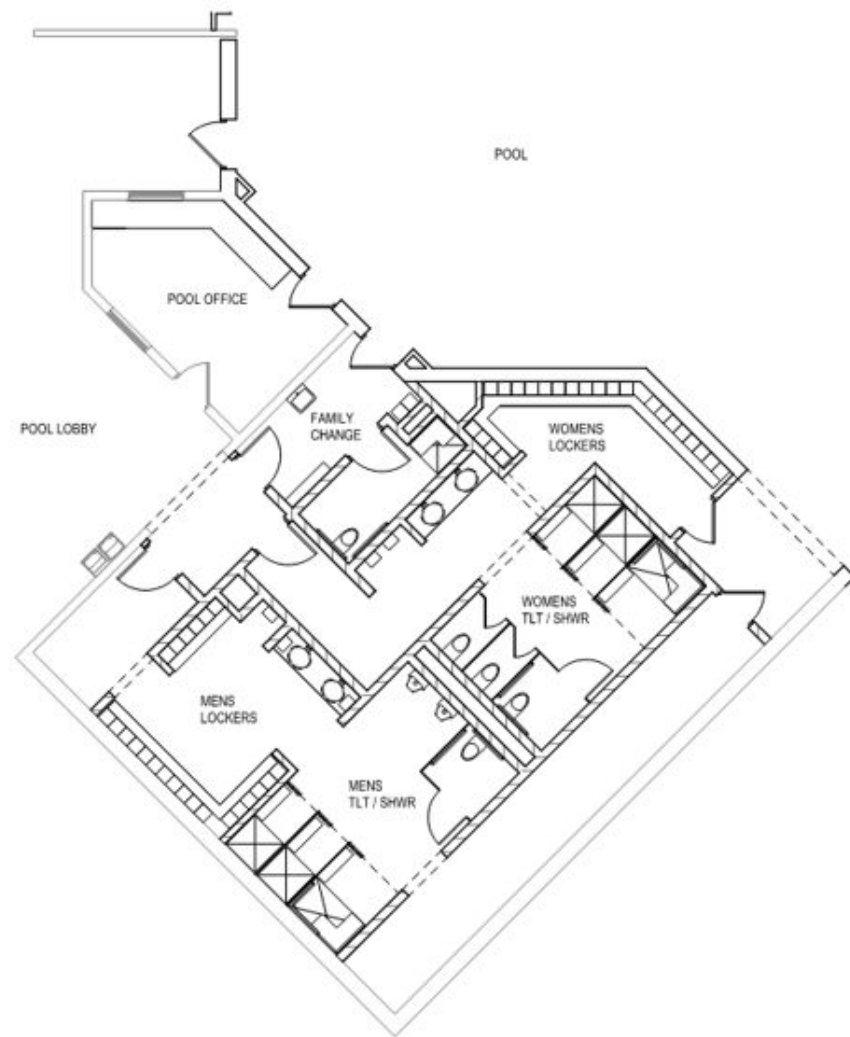 POOL
POOL OFFICE
FAMILY
CHANGE
POOL LOBBY
WOMENS
LOCKERS
WOMENS
TLT / SHWR
MENS
LOCKERS
MENS
TLT / SHWR